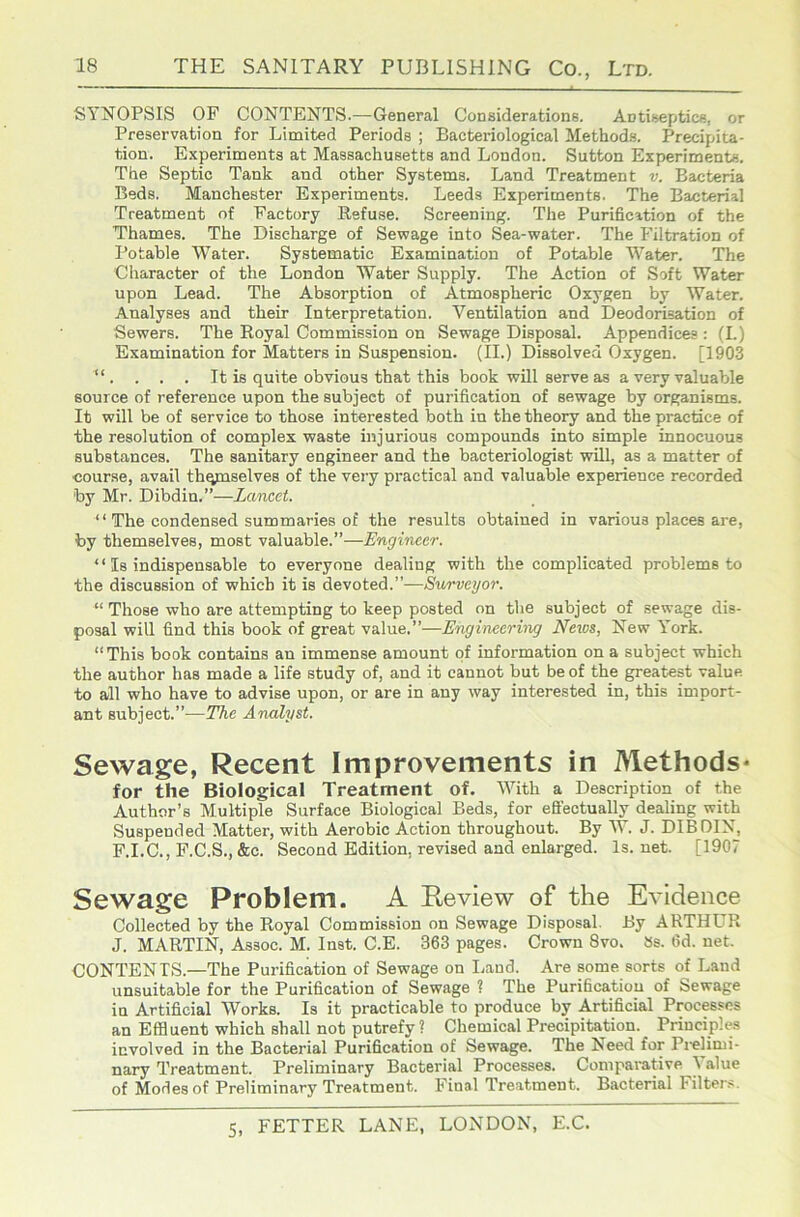 18 THE SANITARY PUBLISHING Co., LTD.
SYNOPSIS OF CONTENTS.—General Considerations. Antiseptics, or
Preservation for Limited Periods ; Bacteriological Methods. Precipita-
tion. Experiments at Massachusetts and London. Sutton Experiments.
The Septic Tank and other Systems. Land Treatment v. Bacteria
Beds. Manchester Experiments. Leeds Experiments. The Bacterial
Treatment of Factory Refuse. Screening. The Purification of the
Thames. The Discharge of Sewage into Sea-water. The Filtration of
Potable Water. Systematic Examination of Potable Water. The
Character of the London Water Supply. The Action of Soft Water
upon Lead. The Absorption of Atmospheric Oxygen by Water.
Analyses and their Interpretation. Ventilation and Deodorisation of
Sewers. The Royal Commission on Sewage Disposal. Appendices : (I.)
Examination for Matters in Suspension. (II.) Dissolved Oxygen. [1903
“. . . . It is quite obvious that this book will serve as a very valuable
source of reference upon the subject of purification of sewage by organisms.
It will be of service to those interested both in the theory and the practice of
the resolution of complex waste injurious compounds into simple innocuous
substances. The sanitary engineer and the bacteriologist will, as a matter of
course, avail themselves of the very practical and valuable experience recorded
by Mr. Dibdin.”—Lancet.
“The condensed summaries of the results obtained in various places are,
by themselves, most valuable.”—Engineer.
“Is indispensable to everyone dealing with the complicated problems to
the discussion of which it is devoted.”—Surveyor.
“Those who are attempting to keep posted on the subject of sewage dis-
posal will find this book of great value.”—Engineering News, New York.
“This book contains an immense amount of information on a subject which
the author has made a life study of, and it cannot but be of the greatest value
to all who have to advise upon, or are in any way interested in, this import-
ant subject.”—The Analyst.
Sewage, Recent Improvements in Methods
for the Biological Treatment of. With a Description of the
Author’s Multiple Surface Biological Beds, for effectually dealing with
Suspended Matter, with Aerobic Action throughout. By W. J. DIBDIN,
F.I.C., F.C.S., &c. Second Edition, revised and enlarged. 1s. net. [1907
Sewage Problem. A Review of the Evidence
Collected by the Royal Commission on Sewage Disposal. By ARTHUR
J. MARTIN, Assoc. M. Inst. C.E. 363 pages. Crown 8vo. 8s. 6d. net.
CONTENTS.—The Purification of Sewage on Land. Are some sorts of Land
unsuitable for the Purification of Sewage ? The Purification of Sewage
in Artificial Works. Is it practicable to produce by Artificial Processes
an Effluent which shall not putrefy ? Chemical Precipitation. Principles
involved in the Bacterial Purification of Sewage. The Need for Prelimi-
nary Treatment. Preliminary Bacterial Processes. Comparative Value
of Modes of Preliminary Treatment. Final Treatment. Bacterial Filters.
5, FETTER LANE, LONDON, E.C.